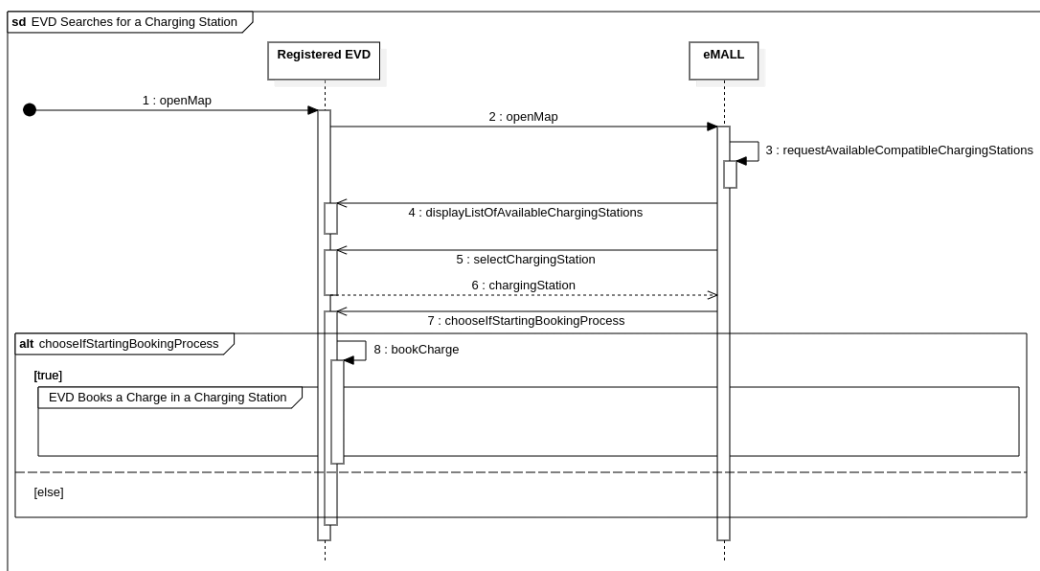 sd EVD Searches for a Charging Station
Registered EVD
eMALL
1 : openMap
2 : openMap
3 : requestAvailableCompatibleChargingStations
4 : displayListOfAvailableChargingStations
5 : selectChargingStation
6 : chargingStation
7 : chooseIfStartingBookingProcess
alt chooseIfStartingBookingProcess
8 : bookCharge
[true]
EVD Books a Charge in a Charging Station
[else]